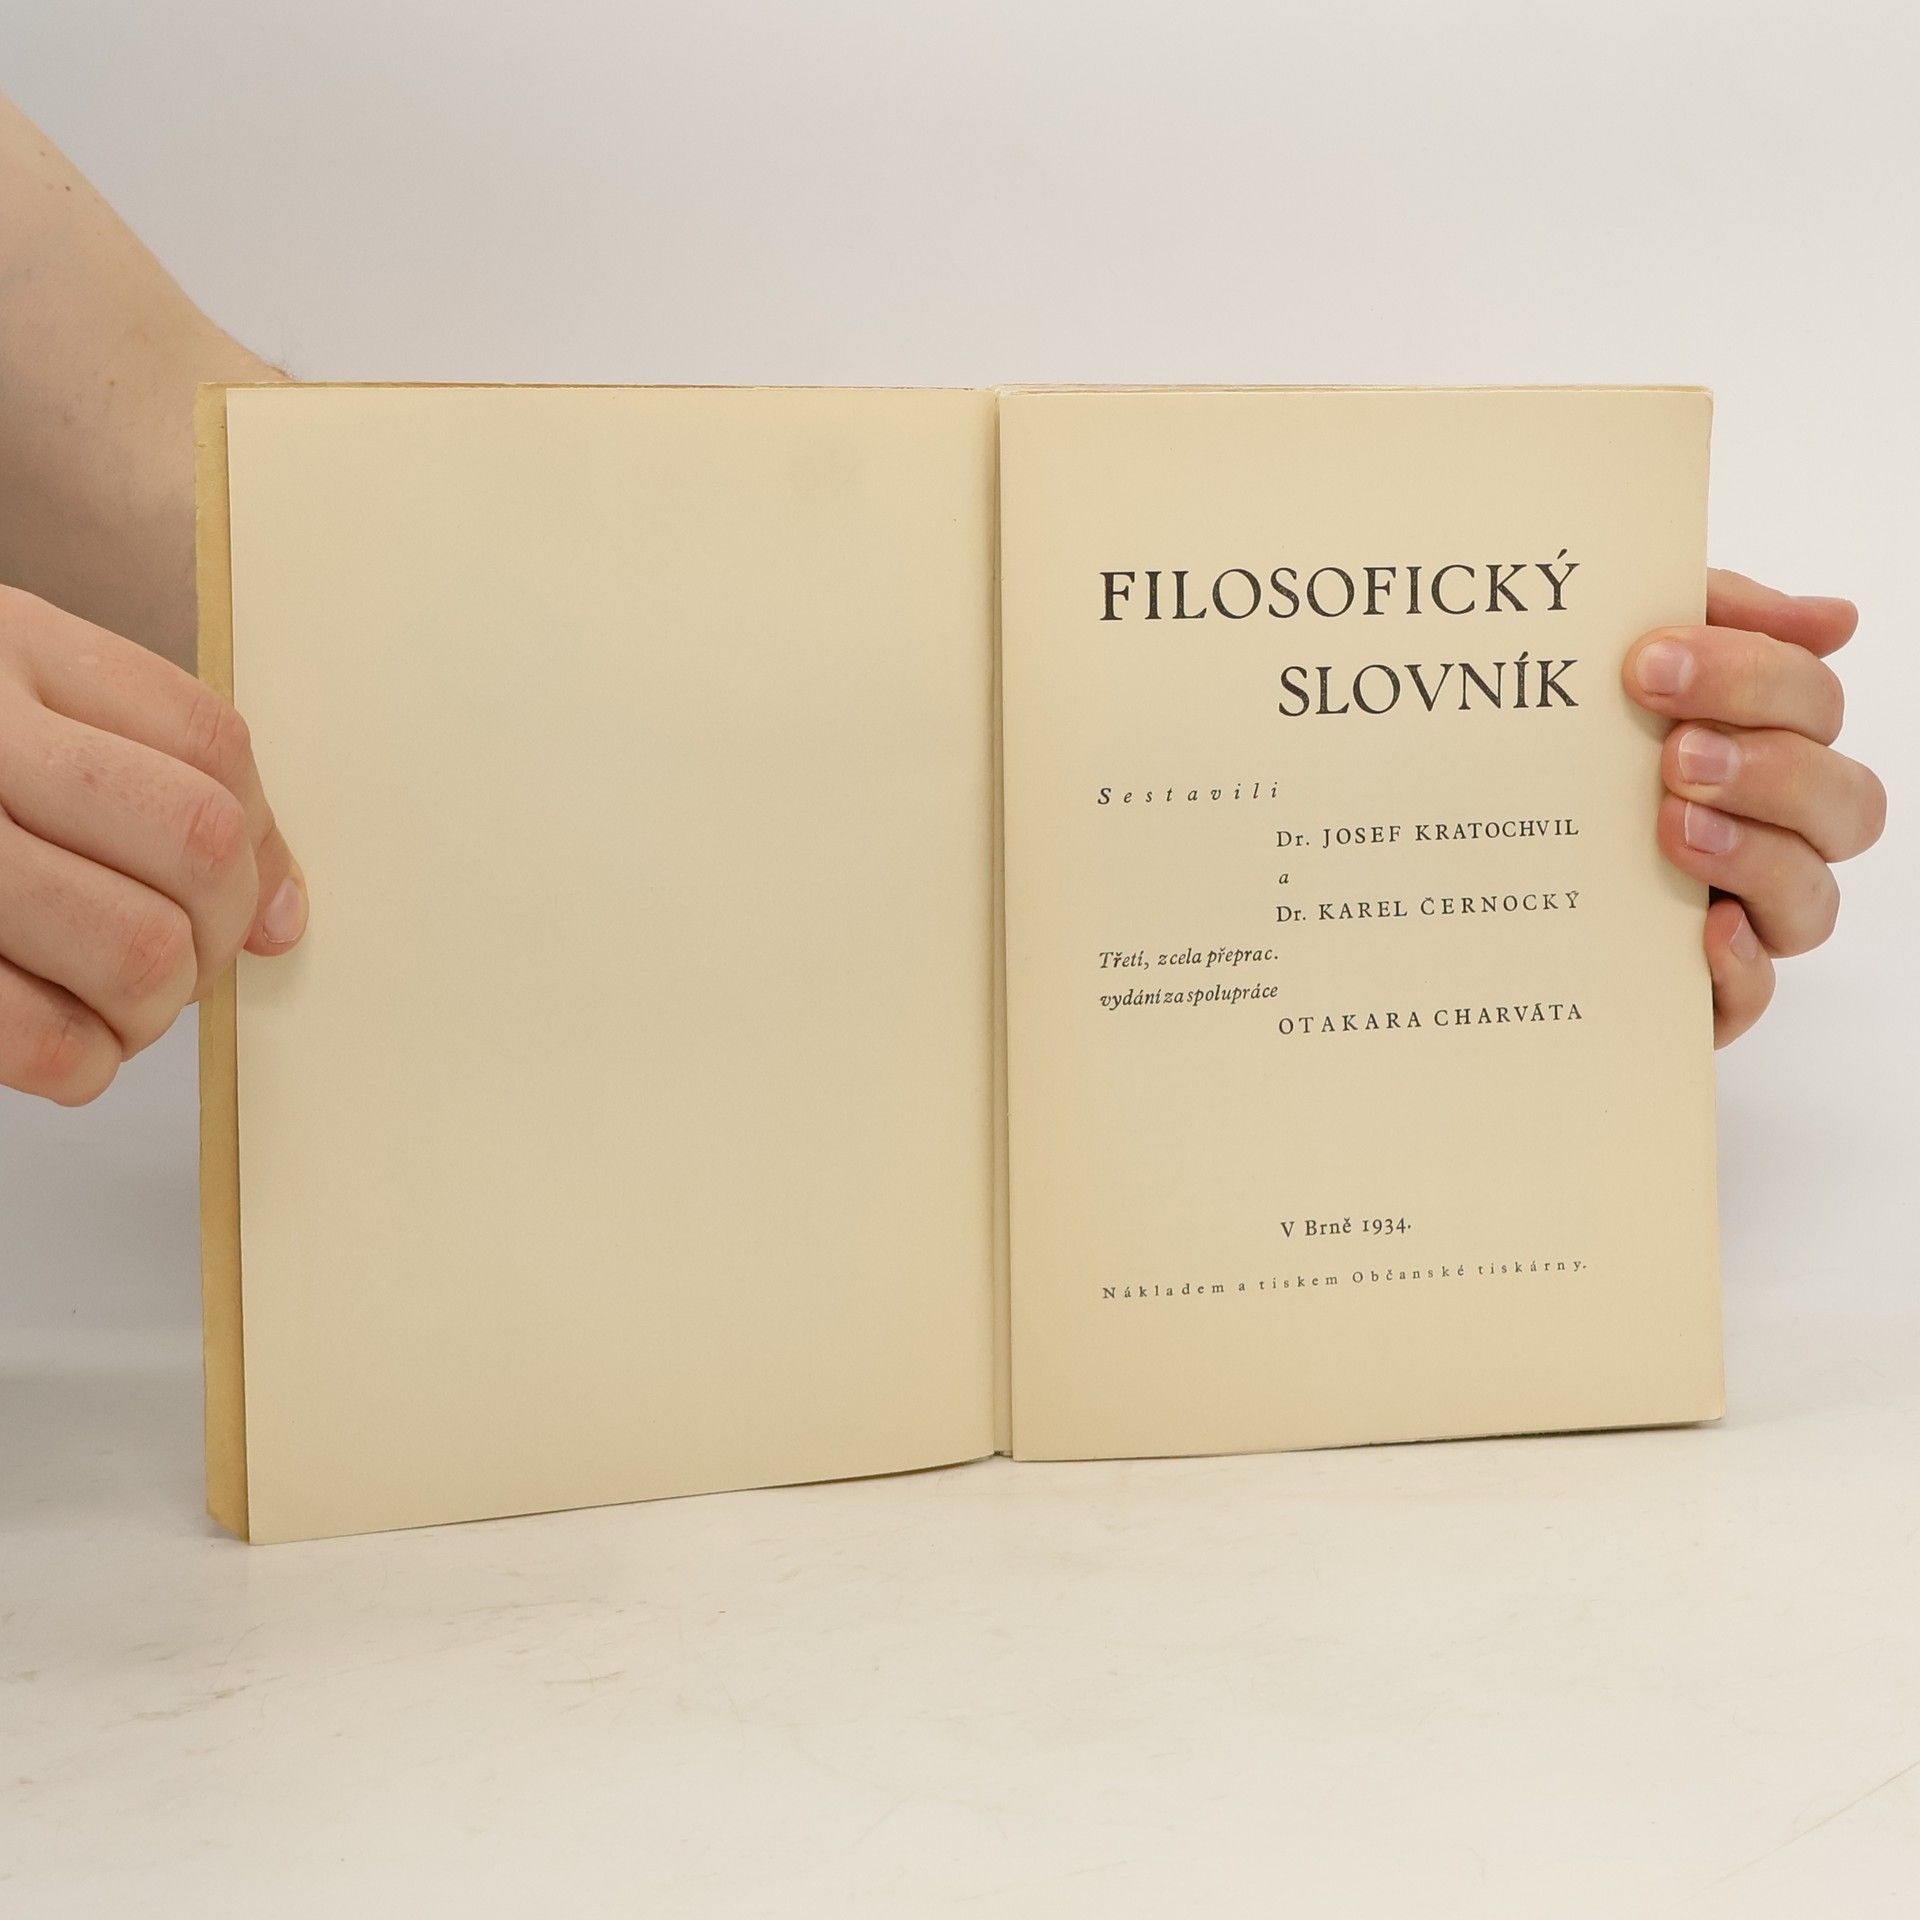 FILOSOFICKÝ
SLOVNÍK
Sestavili
Dr. JOSEF KRATOCHVIL
a
Dr. KAREL ČERNOCKÝ
Třetí, zcela přeprac.
vydání za spolupráce
OTAKARA CHARVÁTA
V Brně 1934.
Nákladem a tiskem Občanské tiskárny.